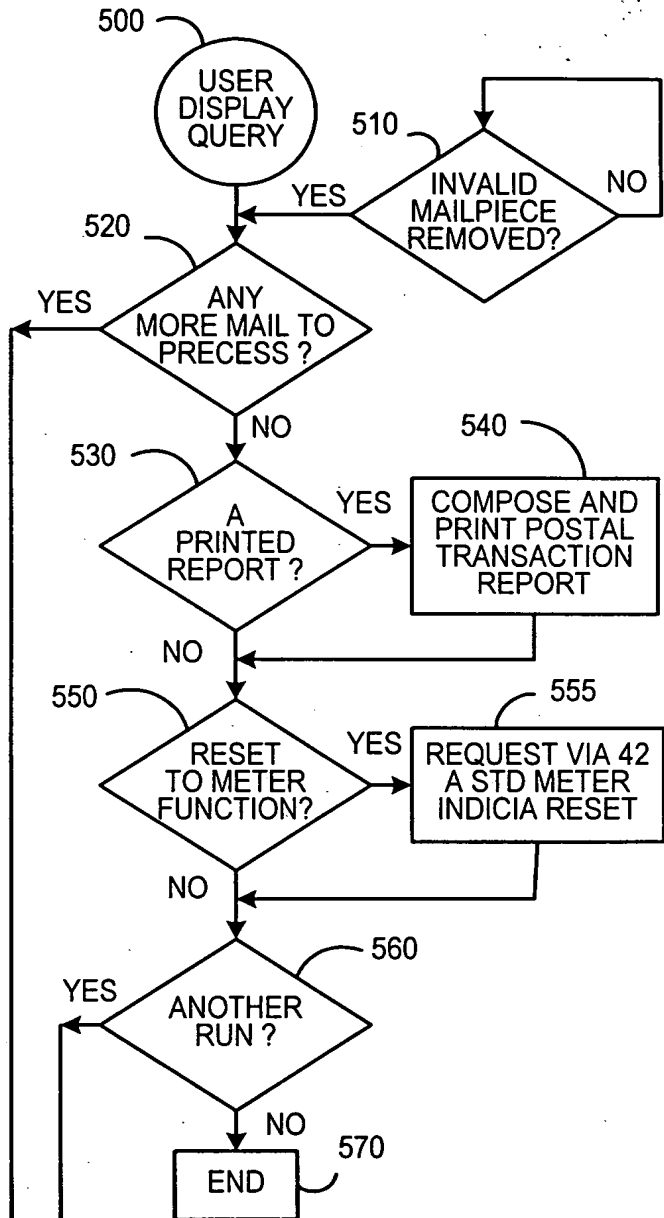 500
USER
DISPLAY
QUERY
510
INVALID
MAILPIECE
REMOVED?
NO
YES
520
ANY
MORE MAIL TO
PRECESS ?
YES
NO
530
A
PRINTED
REPORT ?
YES
540
COMPOSE AND
PRINT POSTAL
TRANSACTION
REPORT
NO
550
RESET
TO METER
FUNCTION?
YES
555
REQUEST VIA 42
A STD METER
INDICIA RESET
NO
560
ANOTHER
RUN ?
YES
NO
570
END